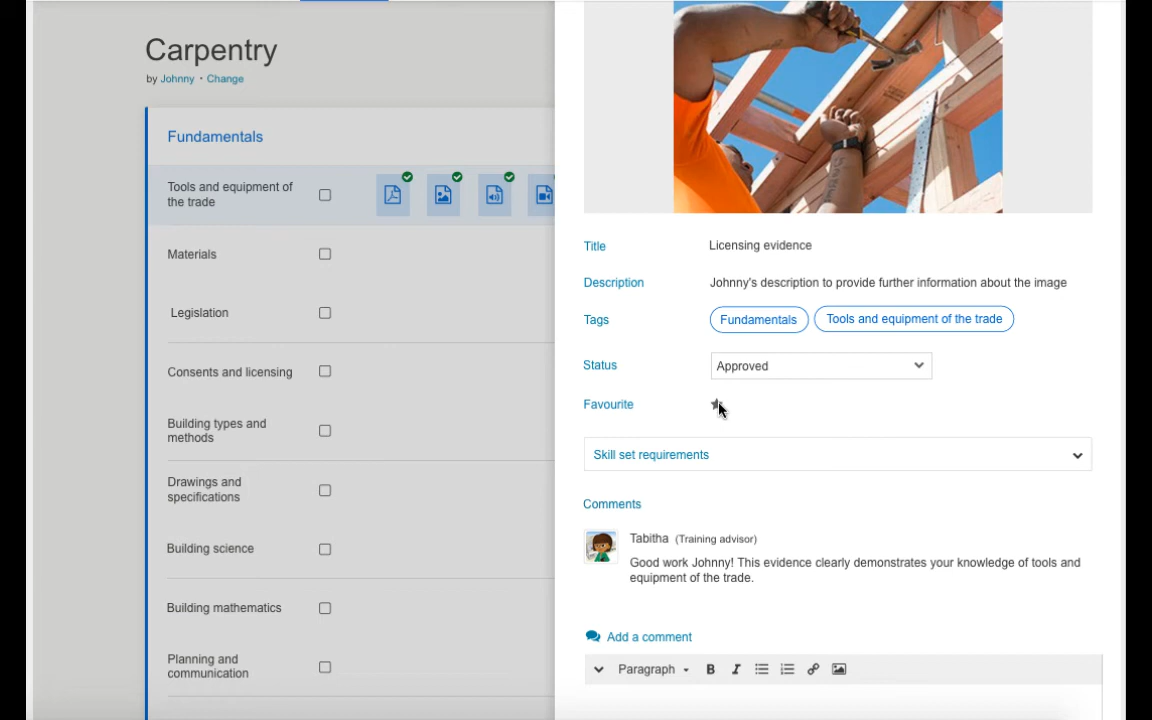 Carpentry
by Johnny · Change
Fundamentals
Tools and equipment of
the trade
Materials
Legislation
Consents and licensing
Building types and
methods
Drawings and
specifications
Building science
Building mathematics
Planning and
communication
Title Licensing evidence
Description Johnny's description to provide further information about the image
Tags Fundamentals Tools and equipment of the trade
Status Approved
Favourite
Skill set requirements
Comments
Tabitha (Training advisor)
Good work Johnny! This evidence clearly demonstrates your knowledge of tools and
equipment of the trade.
Add a comment
Paragraph B I